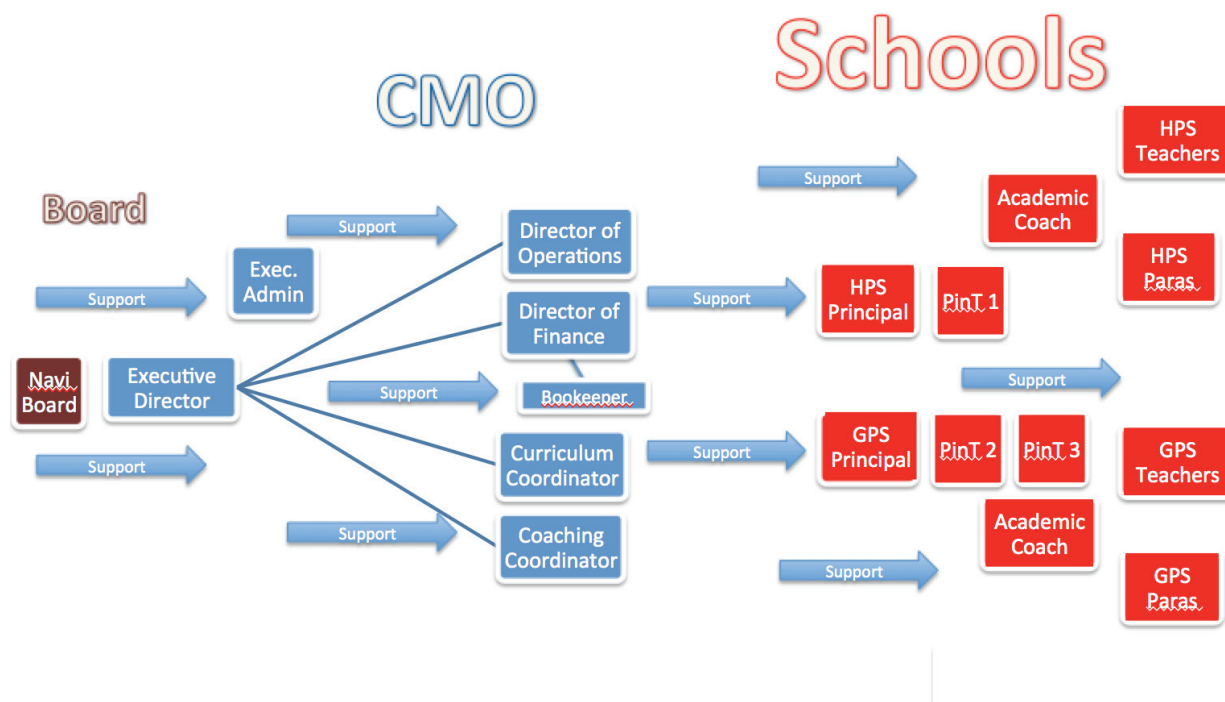 Schools
CMO
Board
HPS
Teachers
Support
Academic
Coach
Support
Director of
Operations
Exec.
Admin
HPS
Paras
Support
Support
HPS
Principal
PinT 1
Director of
Finance
Navi
Board
Executive
Director
Support
Bookeeper
Support
Support
Curriculum
Coordinator
Support
GPS
Principal
PinT 2
PinT 3
GPS
Teachers
Support
Coaching
Coordinator
Academic
Coach
Support
GPS
Paras